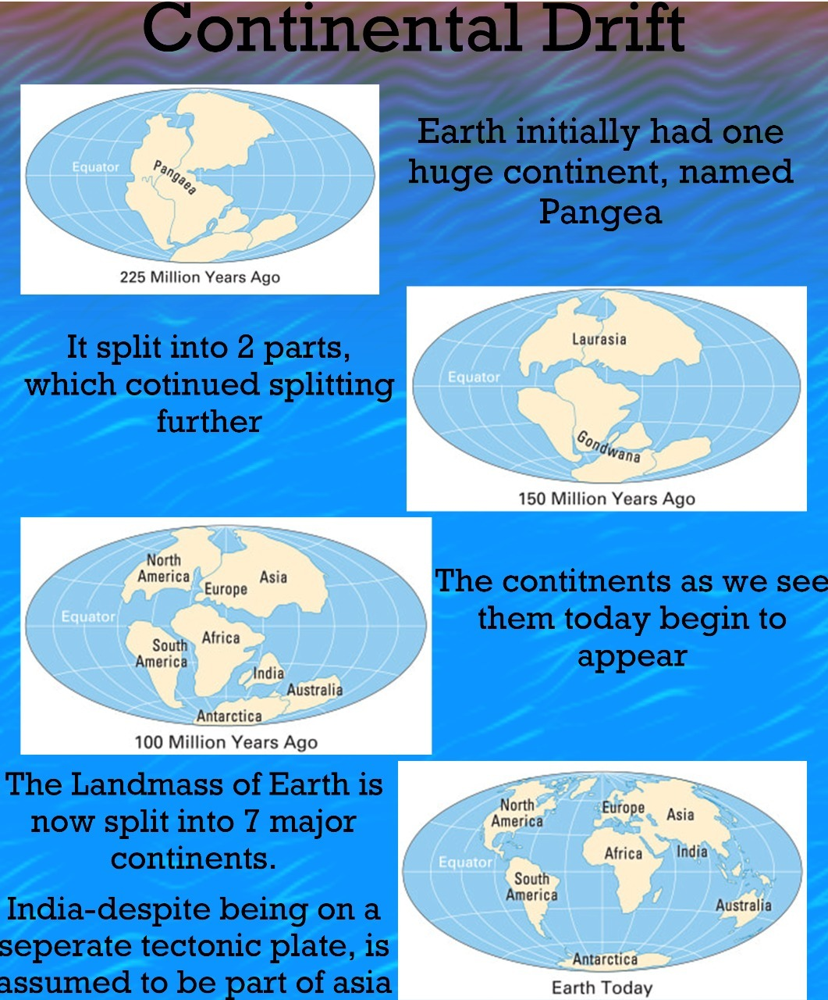 Continental Drift
Equator
Pangaea
225 Million Years Ago
Earth initially had one
huge continent, named
Pangea
It split into 2 parts,
which cotinued splitting
further
Laurasia
Equator
Gondwana
150 Million Years Ago
North
America
Europe
Asia
Equator
Africa
South
America
India
Australia
Antarctica
100 Million Years Ago
The contitnents as we see
them today begin to
appear
The Landmass of Earth is
now split into 7 major
continents.
India-despite being on a
seperate tectonic plate, is
assumed to be part of asia
North
America
Europe
Asia
Africa
India
Equator
South
America
Australia
Antarctica
Earth Today